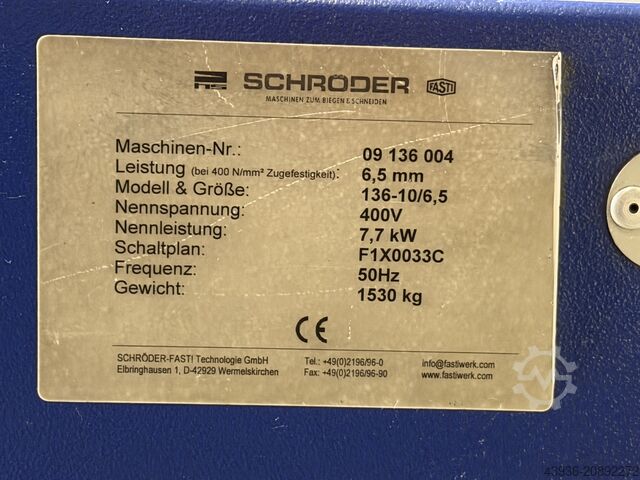 SCHRÖDER FASTI
MASCHINEN ZUM BIEGEN & SCHNEIDEN
Maschinen-Nr.: 09 136 004
Leistung (bei 400 N/mm² Zugefestigkeit): 6,5 mm
Modell & Größe: 136-10/6,5
Nennspannung: 400V
Nennleistung: 7,7 kW
Schaltplan: F1X0033C
Frequenz: 50Hz
Gewicht: 1530 kg
CE
SCHRÖDER-FASTI Technologie GmbH Tel.: +49(0)2196/96-0 info@fastiwerk.com
Elbringhausen 1, D-42929 Wermelskirchen Fax: +49(0)2196/96-90 www.fastiwerk.com
43936-20892272